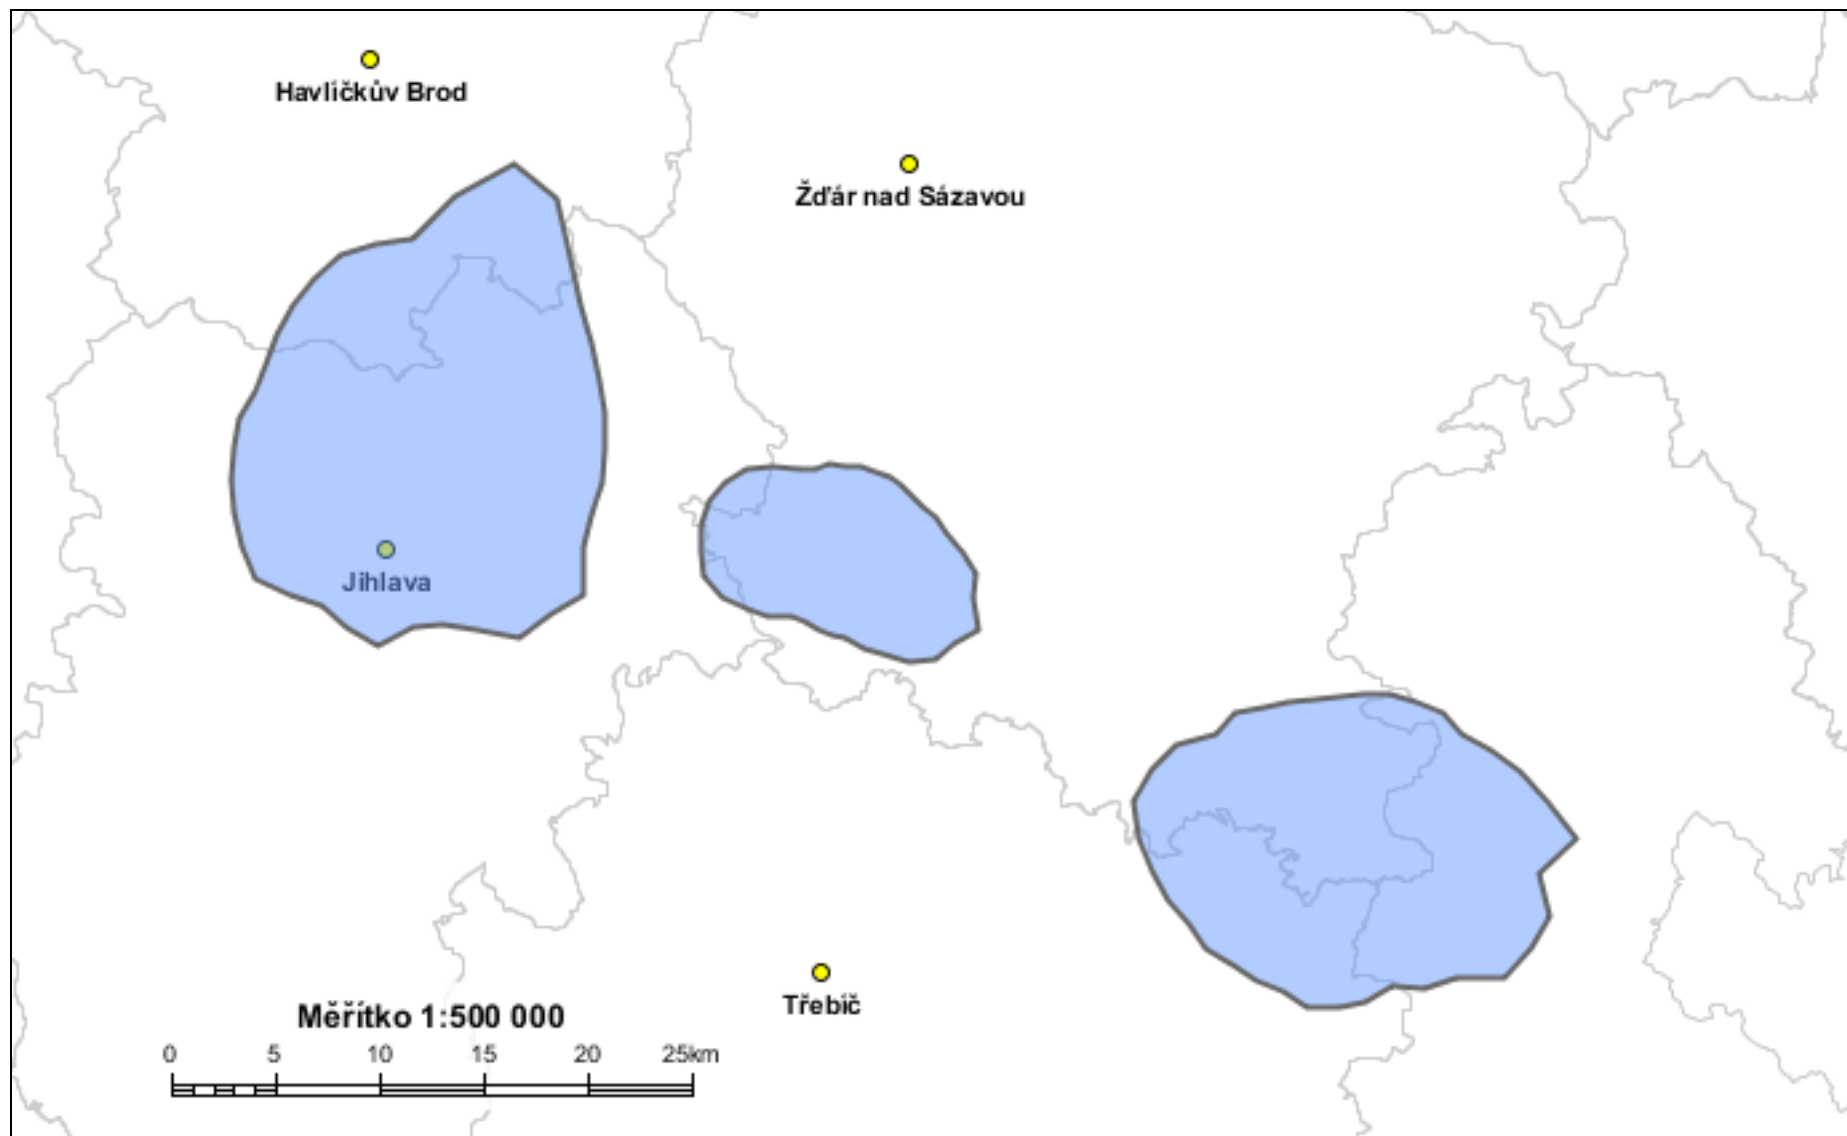 Havlíčkův Brod
Žďár nad Sázavou
Jihlava
Třebíč
Měřítko 1:500 000
0 5 10 15 20 25km